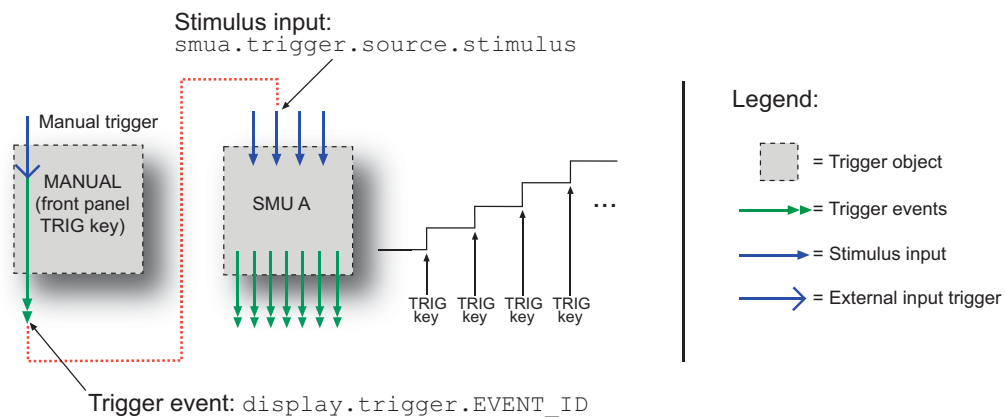 Stimulus input:
smua.trigger.source.stimulus
Manual trigger
MANUAL
(front panel
TRIG key)
SMU A
...
TRIG
key
TRIG
key
TRIG
key
TRIG
key
Trigger event: display.trigger.EVENT_ID
Legend:
= Trigger object
= Trigger events
= Stimulus input
= External input trigger